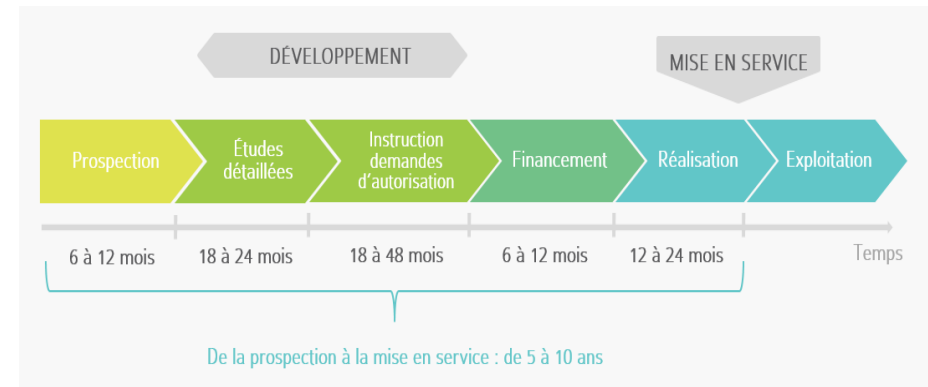 DÉVELOPPEMENT
MISE EN SERVICE
Prospection
Études
détaillées
Instruction
demandes
d'autorisation
Financement
Réalisation
Exploitation
6 à 12 mois
18 à 24 mois
18 à 48 mois
6 à 12 mois
12 à 24 mois
Temps
De la prospection à la mise en service : de 5 à 10 ans